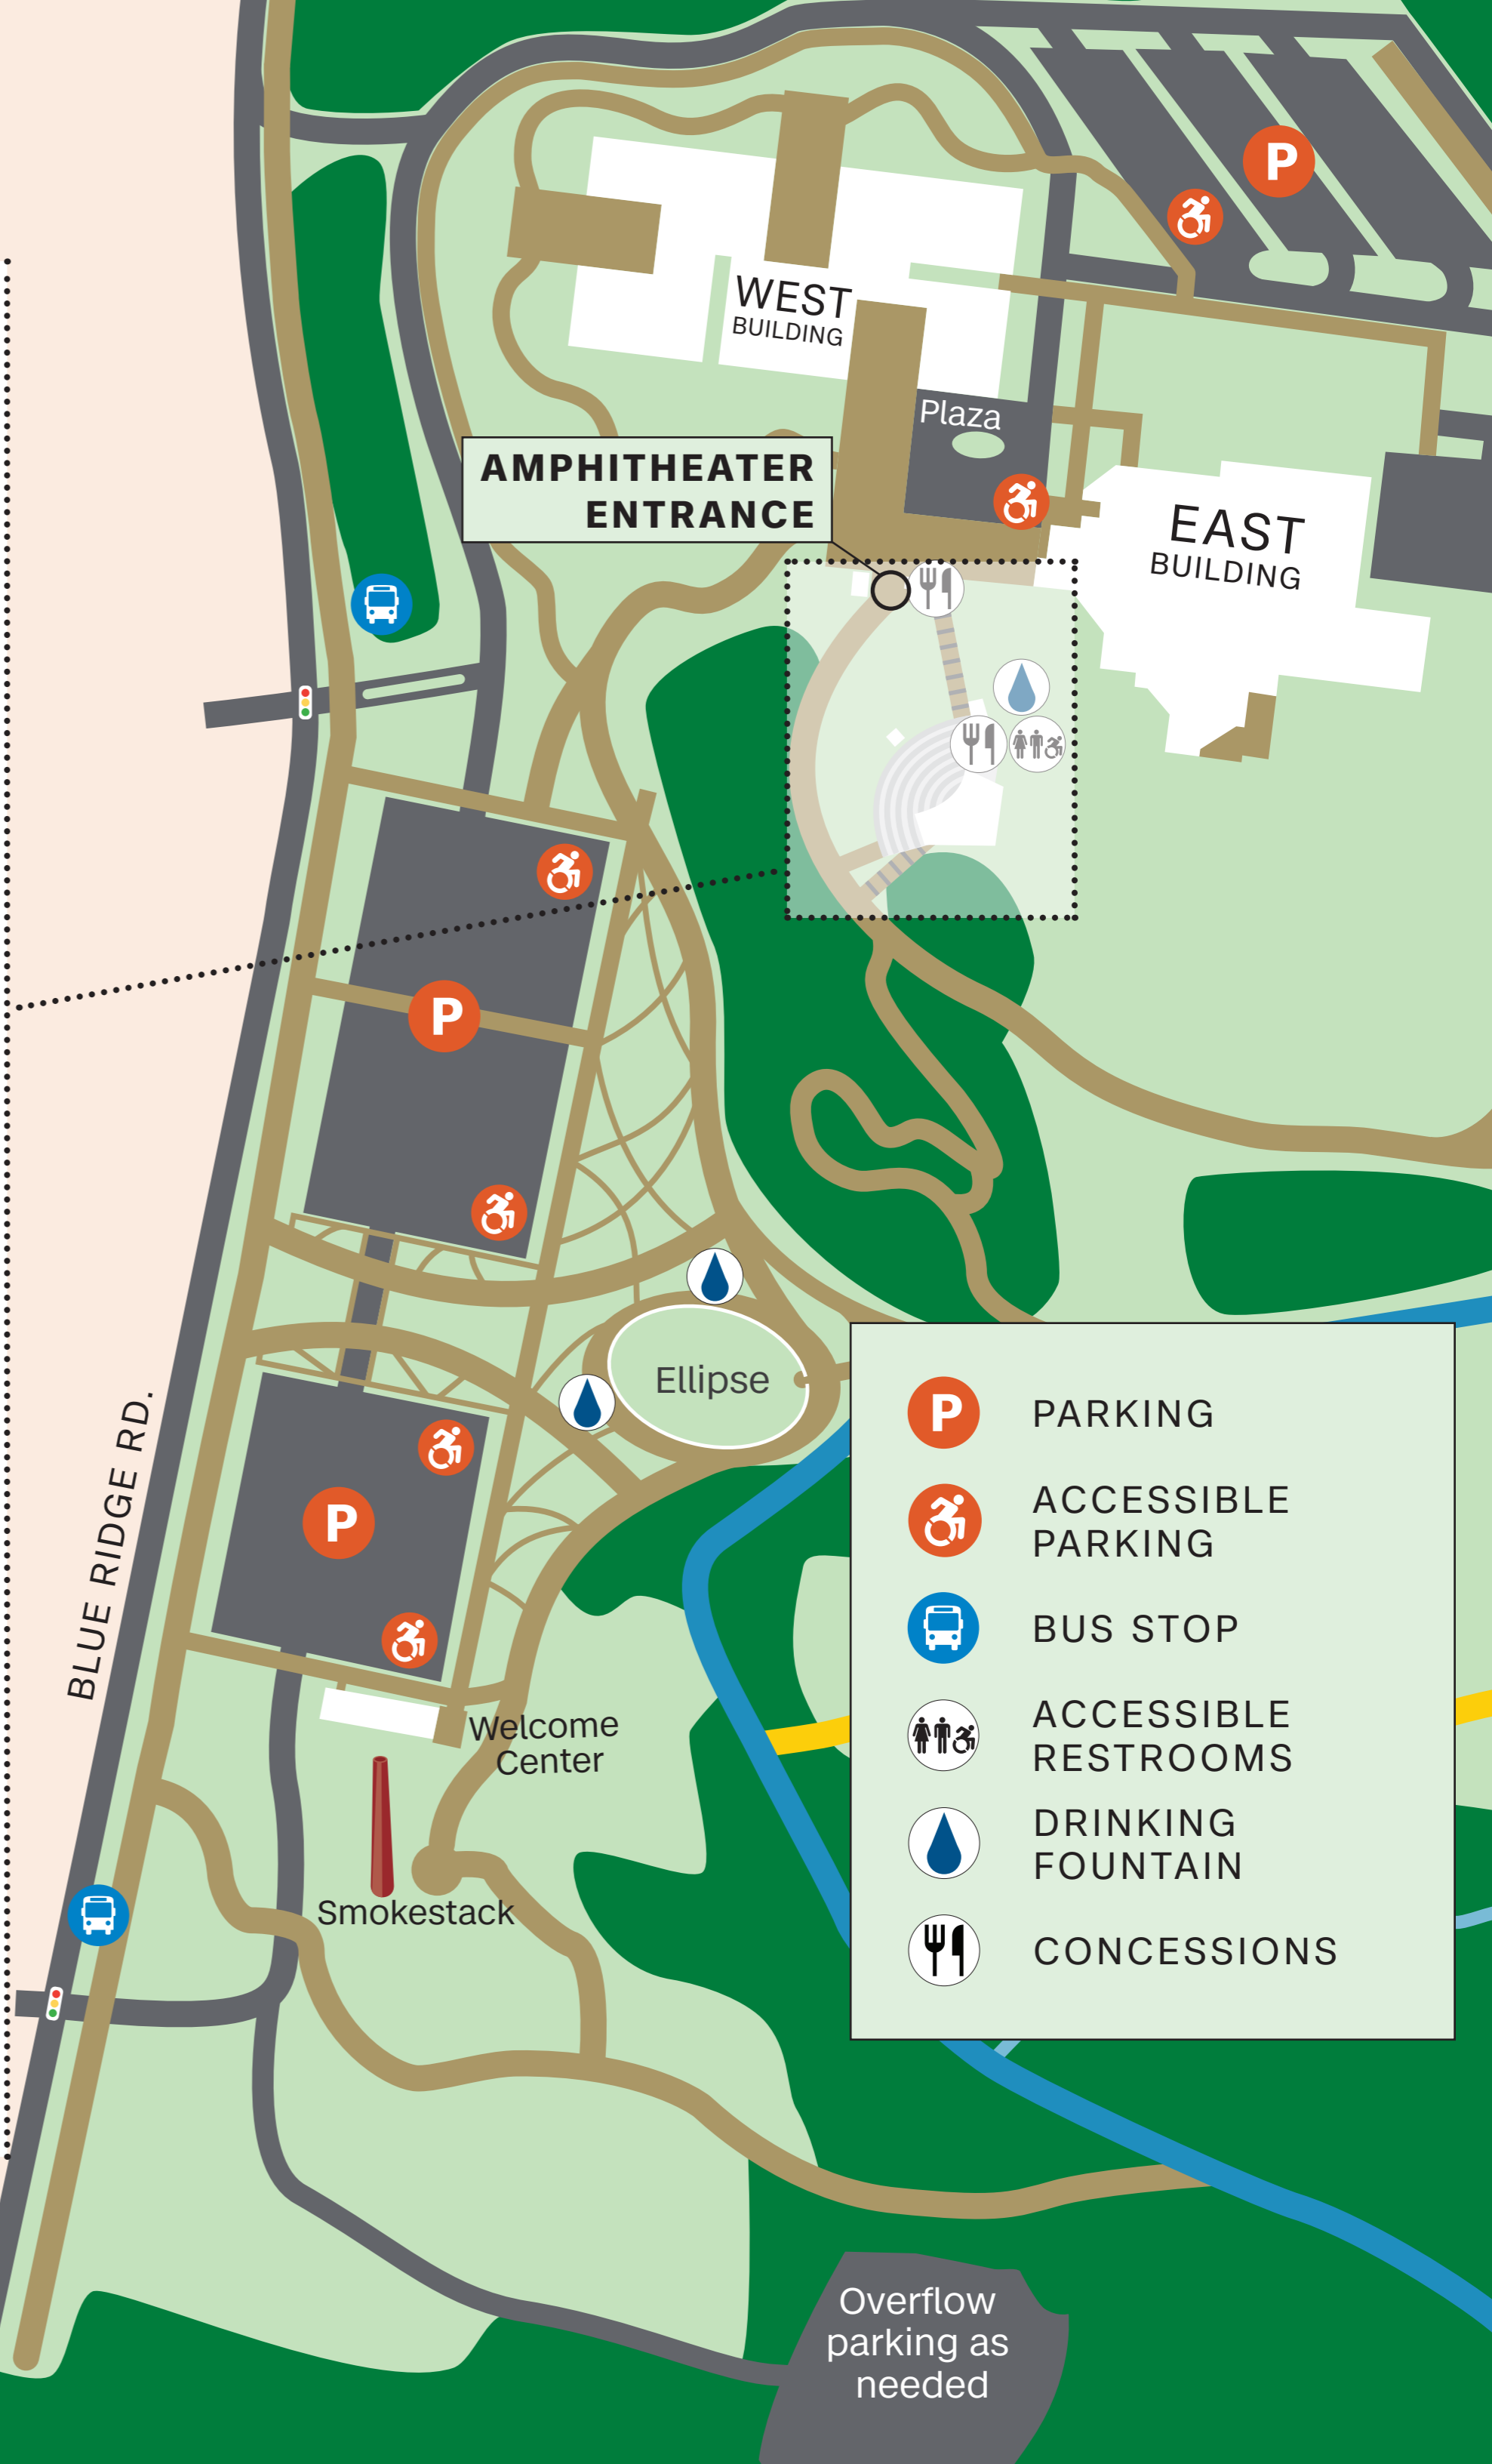 P
WEST
BUILDING
Plaza
AMPHITHEATER
ENTRANCE
EAST
BUILDING
P
Ellipse
BLUE RIDGE RD.
P
Welcome
Center
Smokestack
P PARKING
ACCESSIBLE
PARKING
BUS STOP
ACCESSIBLE
RESTROOMS
DRINKING
FOUNTAIN
CONCESSIONS
Overflow
parking as
needed